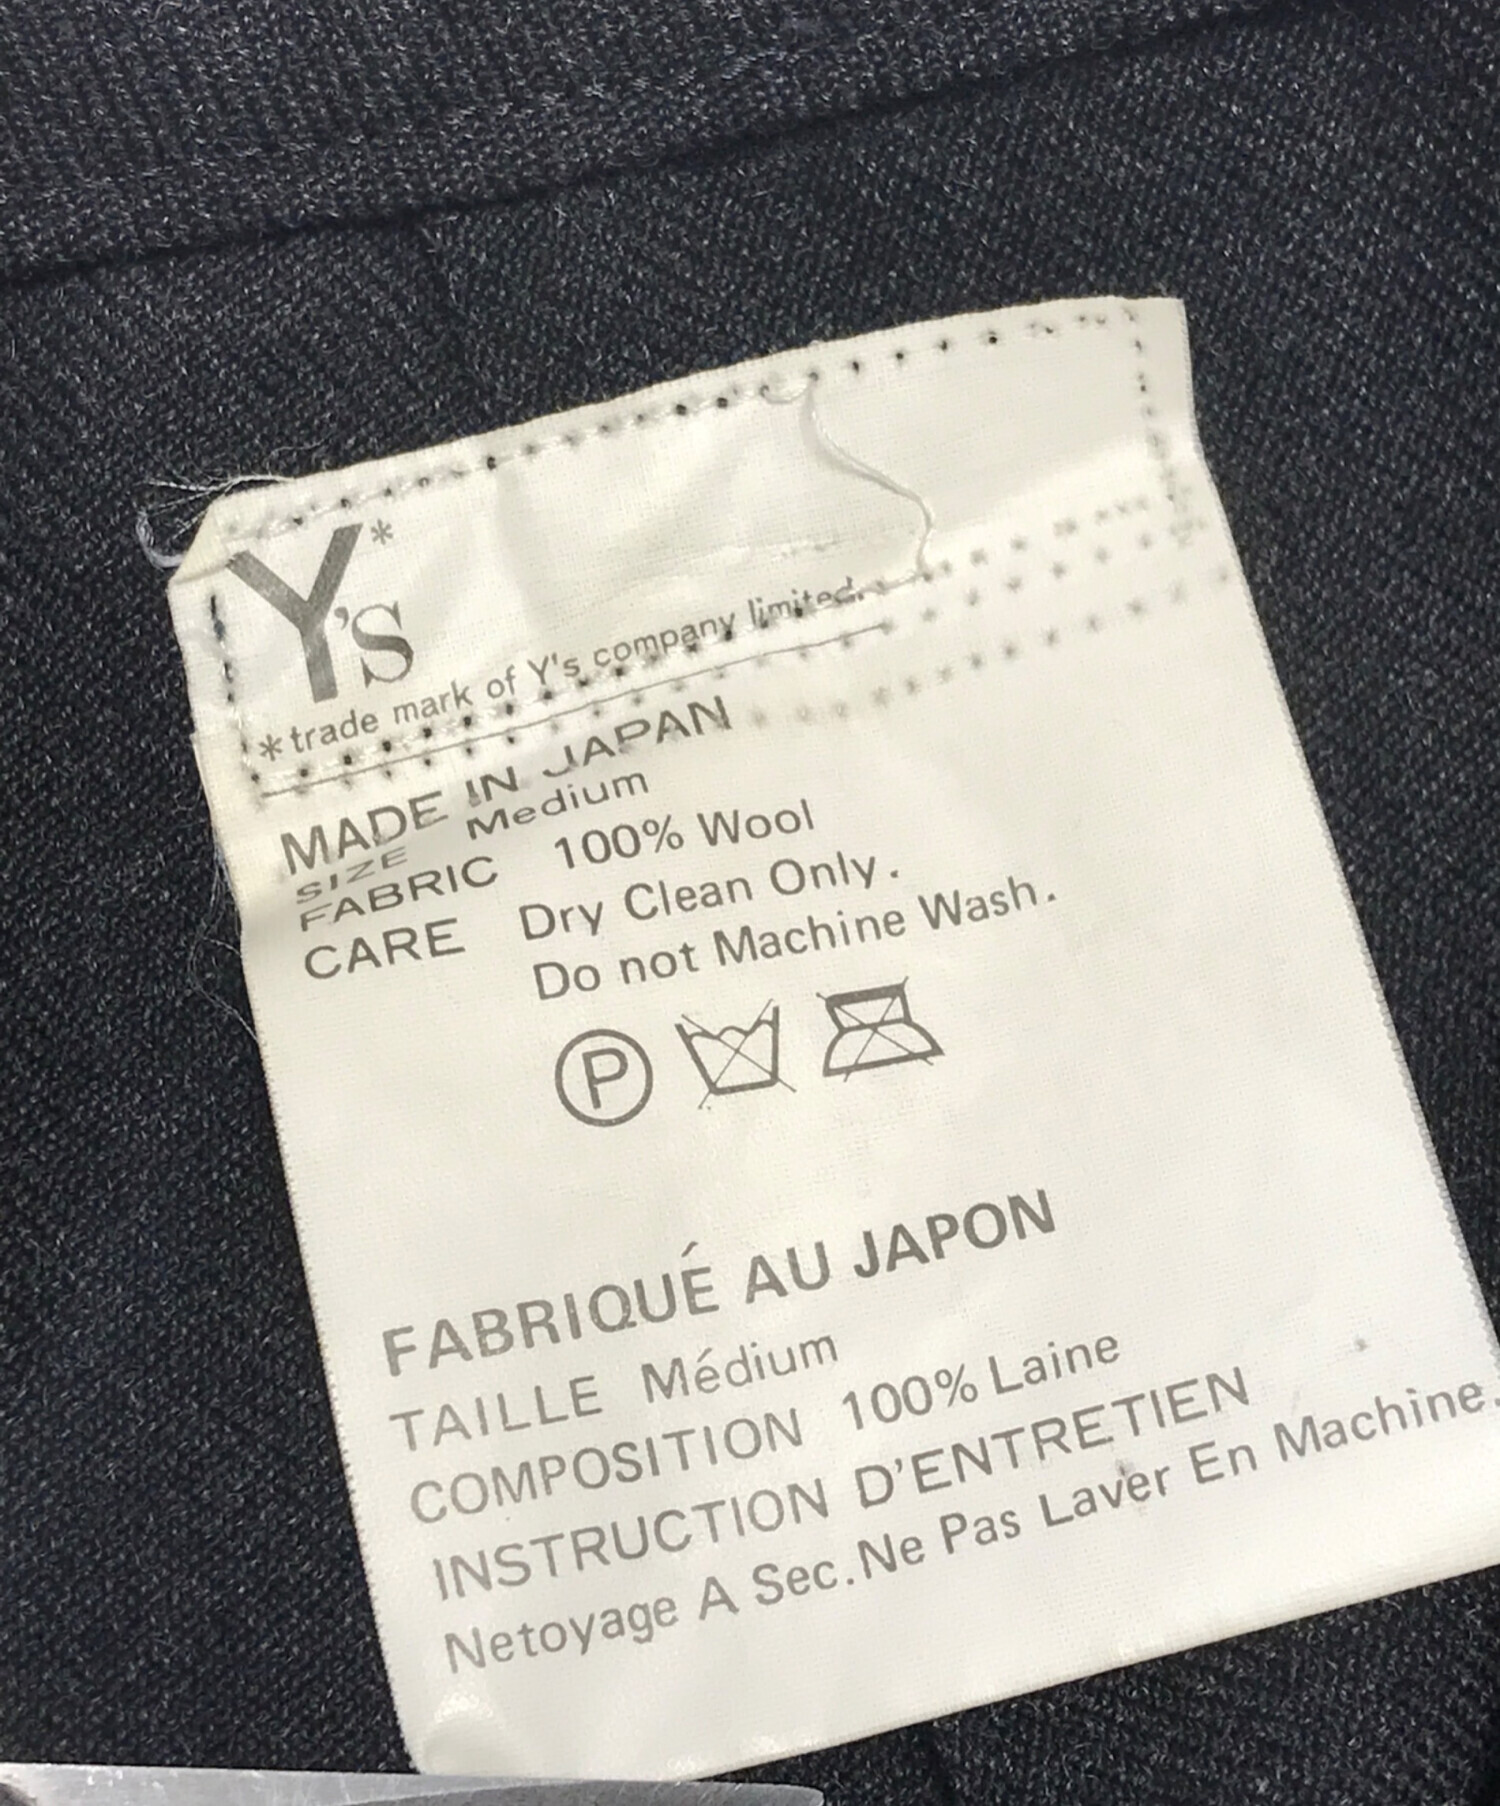 Y's*
*trade mark of Y's company limited.
MADE IN JAPAN
SIZE Medium
FABRIC 100% Wool
CARE Dry Clean Only.
Do not Machine Wash.
P
FABRIQUÉ AU JAPON
TAILLE Médium
COMPOSITION 100% Laine
INSTRUCTION D'ENTRETIEN
Netoyage A Sec. Ne Pas Laver En Machine.